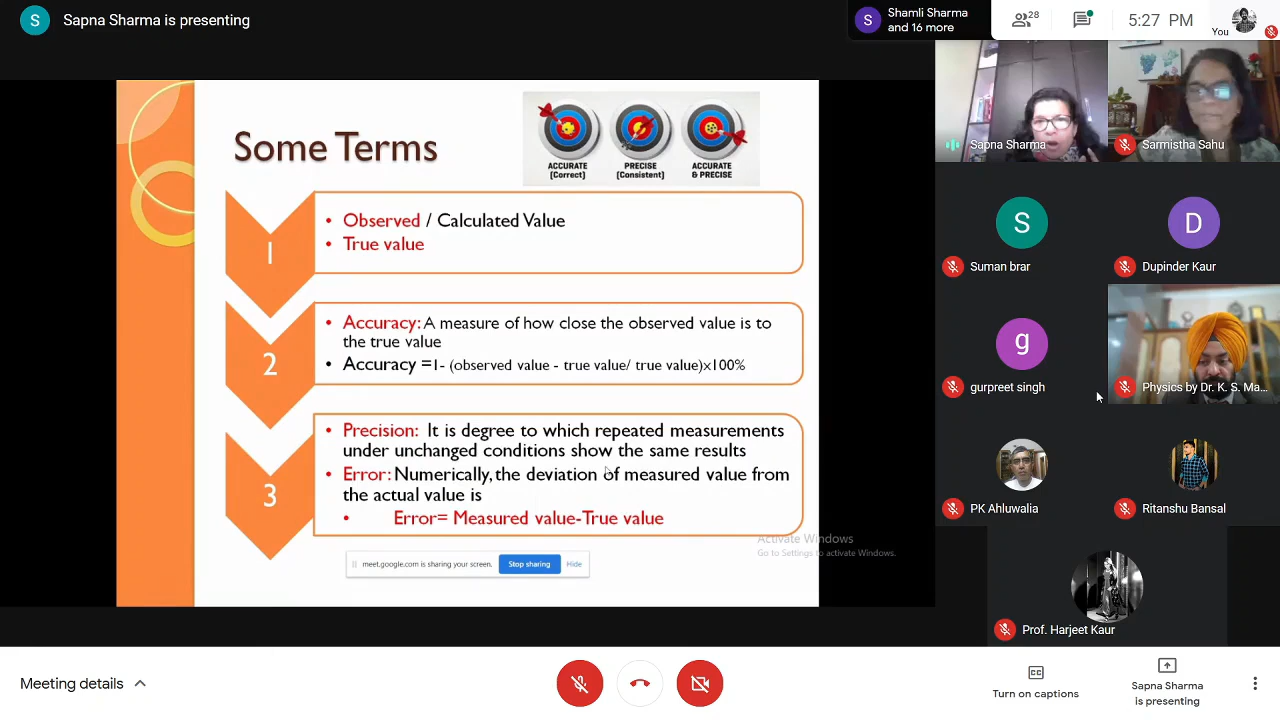 S Sapna Sharma is presenting
S Shamli Sharma
and 16 more
28
5:27 PM
You
Some Terms
ACCURATE
(Correct)
PRECISE
(Consistent)
ACCURATE
& PRECISE
1
• Observed / Calculated Value
• True value
2
• Accuracy: A measure of how close the observed value is to
the true value
• Accuracy =1- (observed value - true value/ true value)×100%
3
• Precision: It is degree to which repeated measurements
under unchanged conditions show the same results
• Error: Numerically, the deviation of measured value from
the actual value is
• Error= Measured value-True value
Activate Windows
Go to Settings to activate Windows.
meet.google.com is sharing your screen. Stop sharing Hide
Sapna Sharma
Sarmistha Sahu
S
Suman brar
D
Dupinder Kaur
g
gurpreet singh
Physics by Dr. K. S. Ma...
PK Ahluwalia
Ritanshu Bansal
Prof. Harjeet Kaur
Meeting details
CC
Turn on captions
Sapna Sharma
is presenting